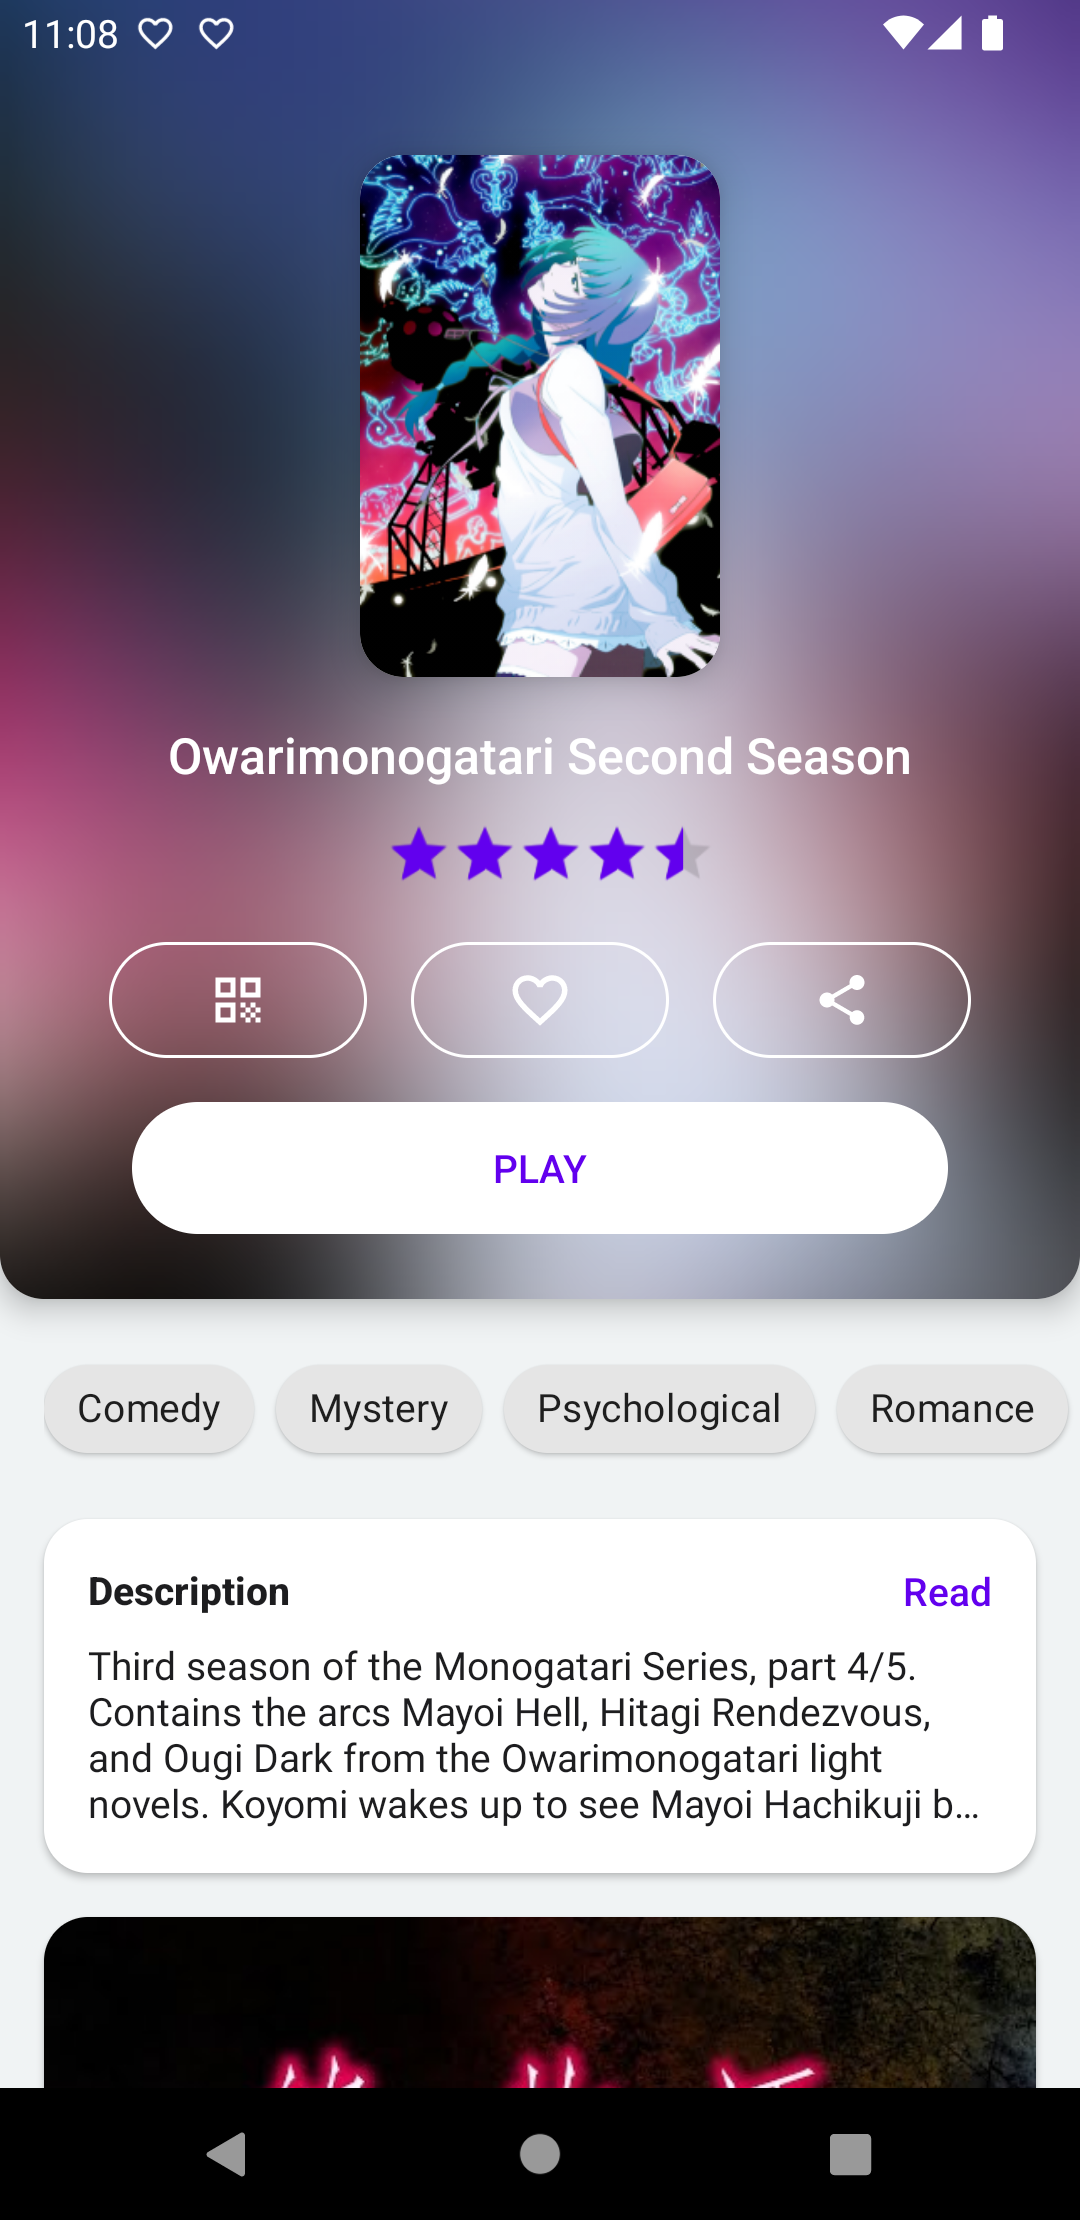 11:08
Owarimonogatari Second Season
PLAY
Comedy
Mystery
Psychological
Romance
Description
Read
Third season of the Monogatari Series, part 4/5.
Contains the arcs Mayoi Hell, Hitagi Rendezvous,
and Ougi Dark from the Owarimonogatari light
novels. Koyomi wakes up to see Mayoi Hachikuji b…